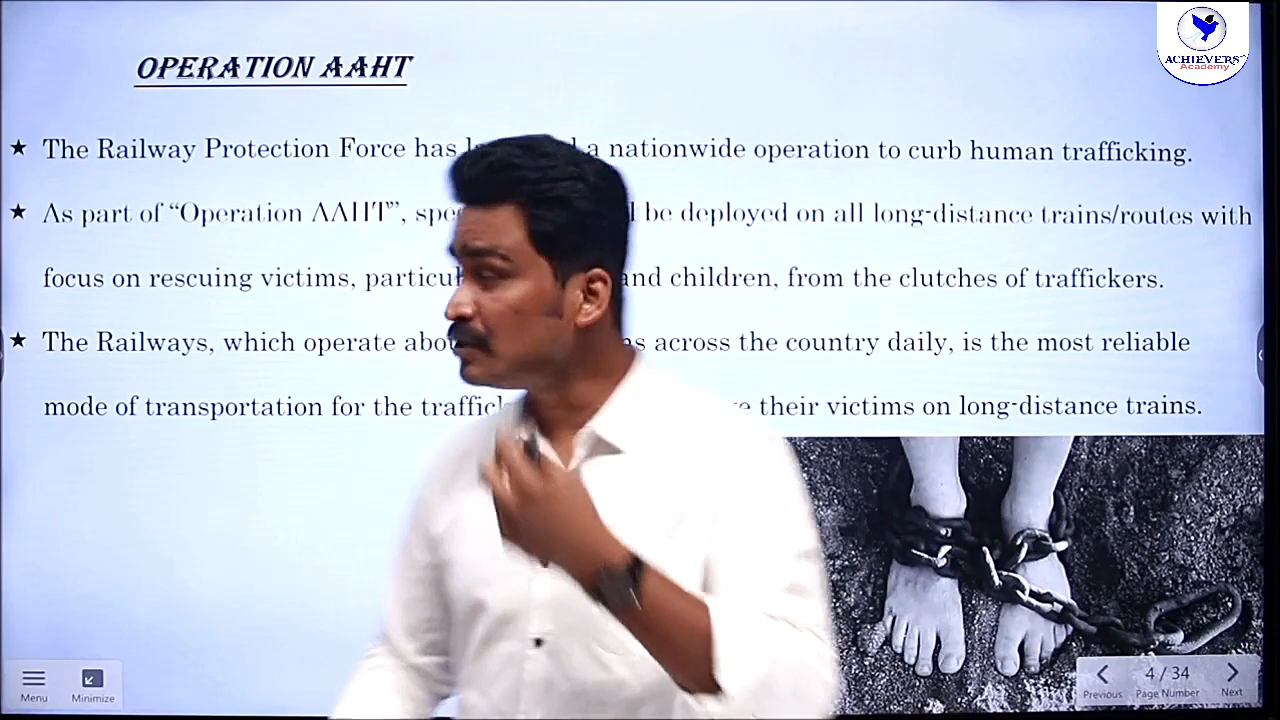 ACHIEVERS
Academy
OPERATION AAHT
★ The Railway Protection Force has a nationwide operation to curb human trafficking.
★ As part of “Operation AAHT”, be deployed on all long-distance trains/routes with
focus on rescuing victims, and children, from the clutches of traffickers.
★ The Railways, which operate across the country daily, is the most reliable
mode of transportation for the their victims on long-distance trains.
Menu
Minimize
4 / 34
Previous
Page Number
Next